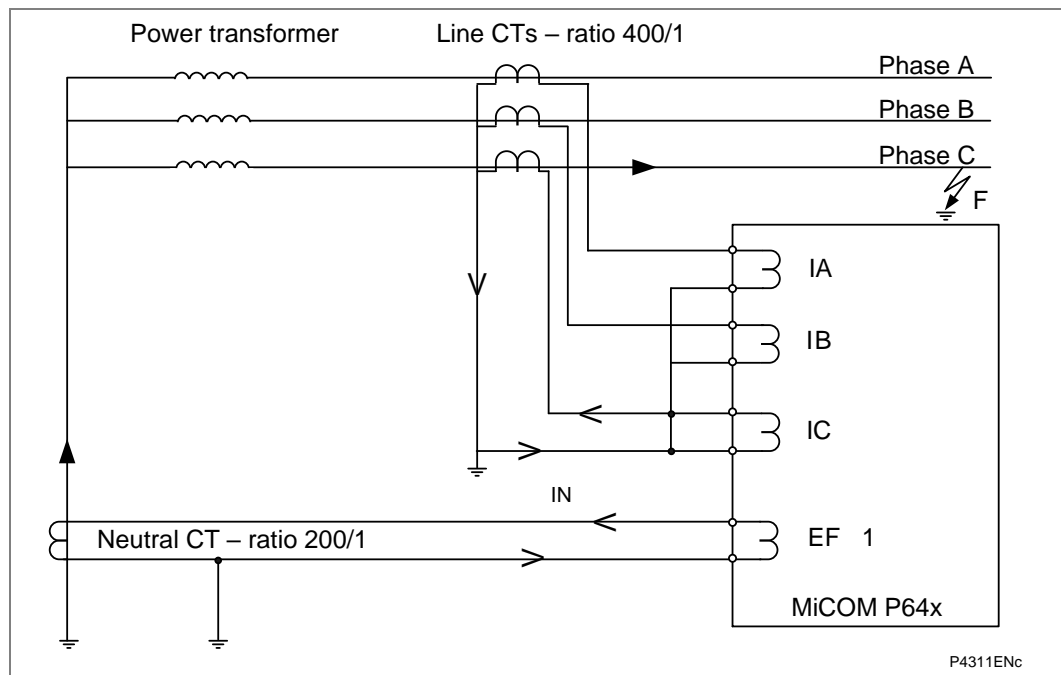 Power transformer
Line CTs – ratio 400/1
Phase A
Phase B
Phase C
F
IA
IB
IC
IN
Neutral CT – ratio 200/1
EF 1
MiCOM P64x
P4311ENc